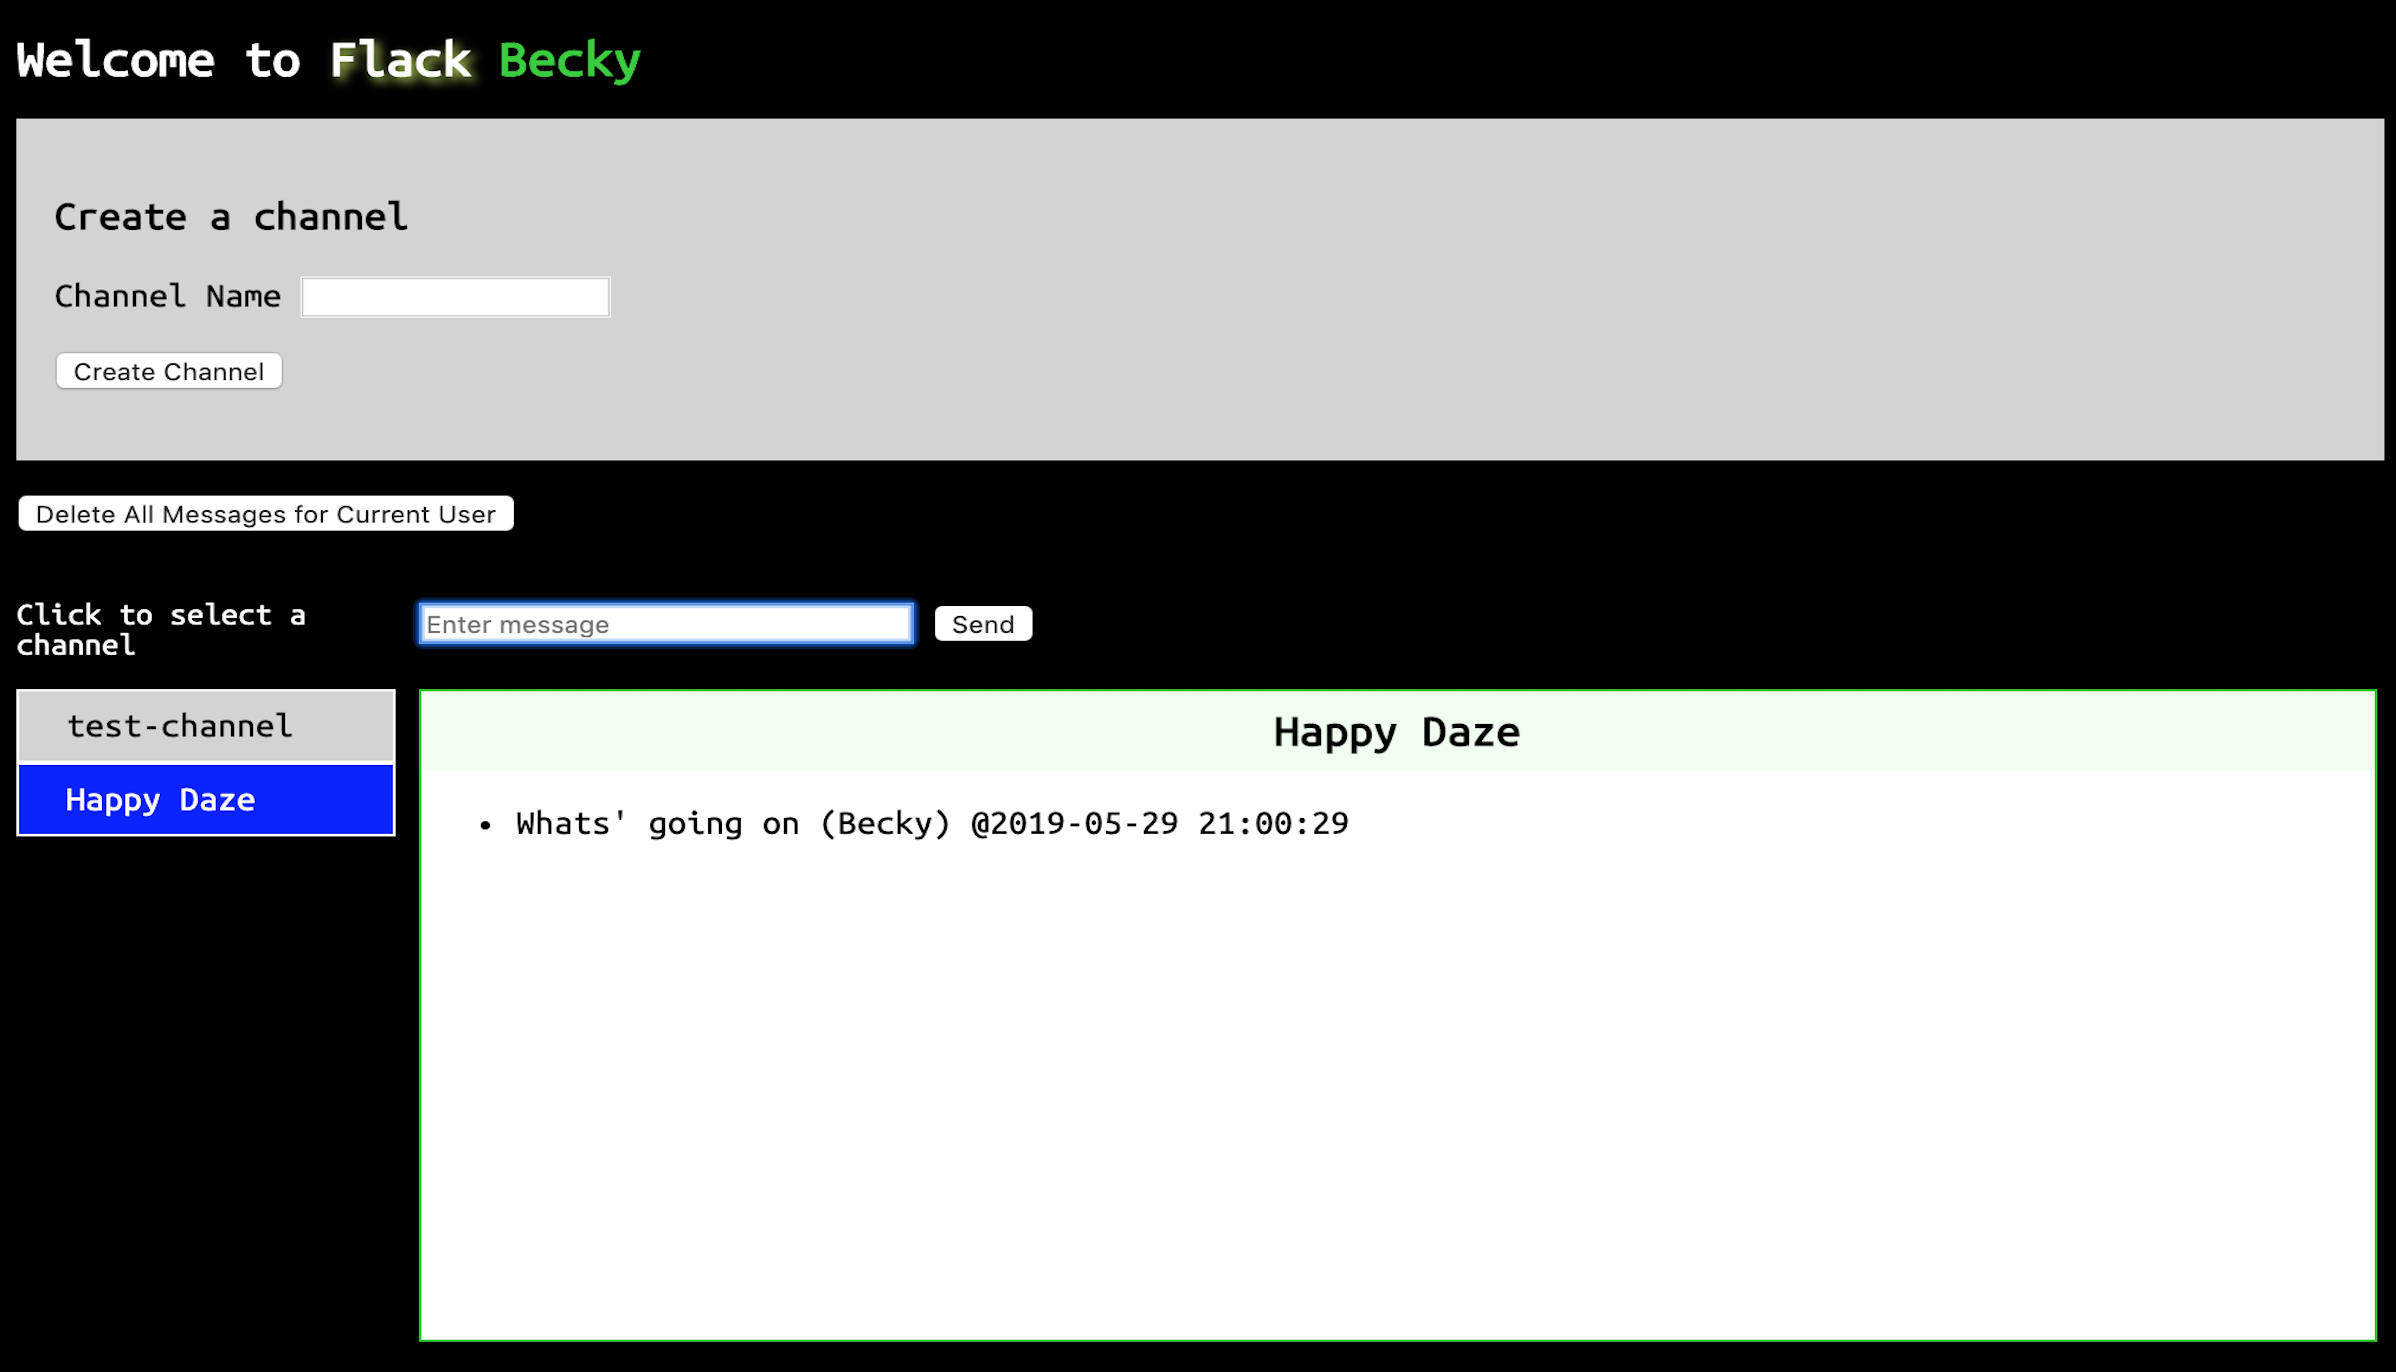 Welcome to Flack Becky
Create a channel
Channel Name
Create Channel
Delete All Messages for Current User
Click to select a
channel
Enter message
Send
test-channel
Happy Daze
Happy Daze
• Whats' going on (Becky) @2019-05-29 21:00:29